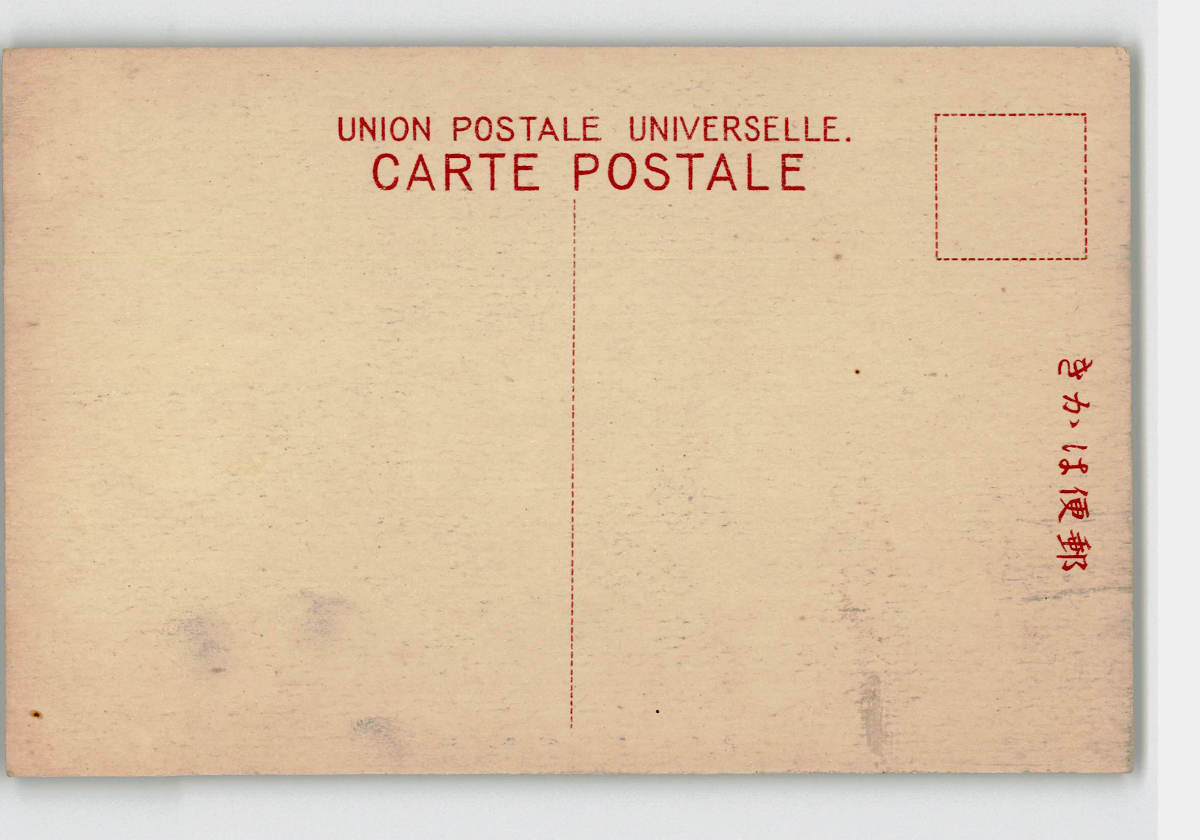 UNION POSTALE UNIVERSELLE.
CARTE POSTALE
郵便はかき